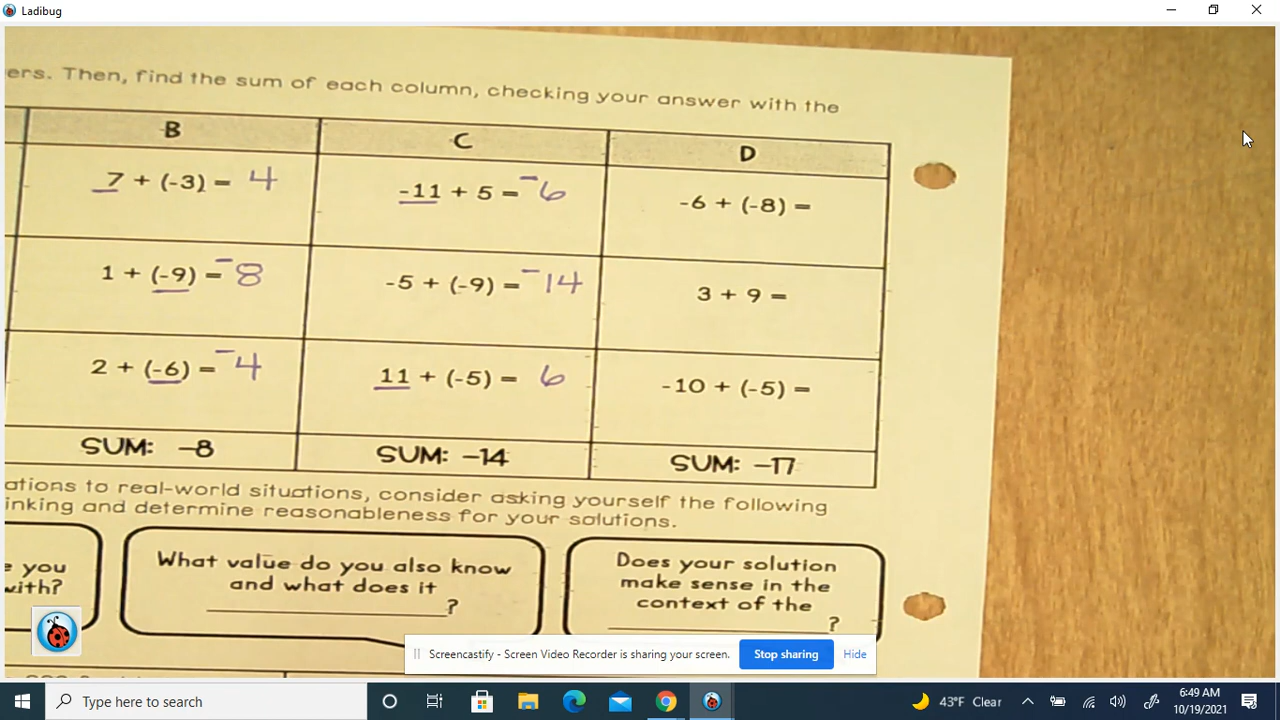 Ladibug
ers. Then, find the sum of each column, checking your answer with the
B
C
D
7 + (-3) = 4
-11 + 5 = -6
-6 + (-8) =
1 + (-9) = -8
-5 + (-9) = -14
3 + 9 =
2 + (-6) = -4
11 + (-5) = 6
-10 + (-5) =
SUM: -8
SUM: -14
SUM: -17
ations to real-world situations, consider asking yourself the following
inking and determine reasonableness for your solutions.
e you
with?
What value do you also know
and what does it
____________?
Does your solution
make sense in the
context of the
____________?
Screencastify - Screen Video Recorder is sharing your screen.
Stop sharing
Hide
Type here to search
43°F Clear
6:49 AM
10/19/2021